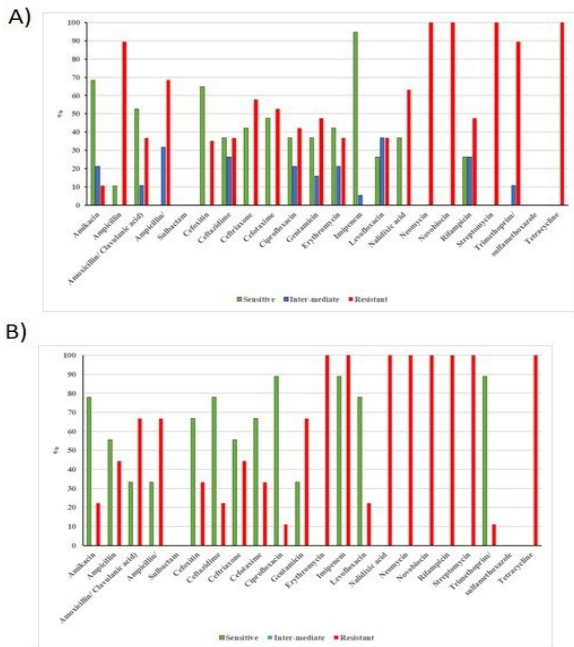 A)
100
90
80
70
60
50
40
30
20
10
0
%
Amikacin
Ampicillin
Amoxicillin/ Clavulunic acid)
Ampicillin/
Sulbactam
Cefoxitin
Ceftazidime
Ceftriaxone
Cefotaxime
Ciprofloxacin
Gentamicin
Erythromycin
Imipenem
Levofloxacin
Nalidixic acid
Neomycin
Novobiocin
Rifampicin
Streptomycin
Trimethoprim/
sulfamethoxazole
Tetracycline
Sensitive Inter-mediate Resistant
B)
100
90
80
70
60
50
40
30
20
10
0
%
Amikacin
Ampicillin
Amoxicillin/ Clavulanic acid)
Ampicillin/
Sulbactam
Cefoxitin
Ceftazidime
Ceftriaxone
Cefotaxime
Ciprofloxacin
Gentamicin
Erythromycin
Imipenem
Levofloxacin
Nalidixic acid
Neomycin
Novobiocin
Rifampicin
Streptomycin
Trimethoprim/
sulfamethoxazole
Tetracycline
Sensitive Inter-mediate Resistant